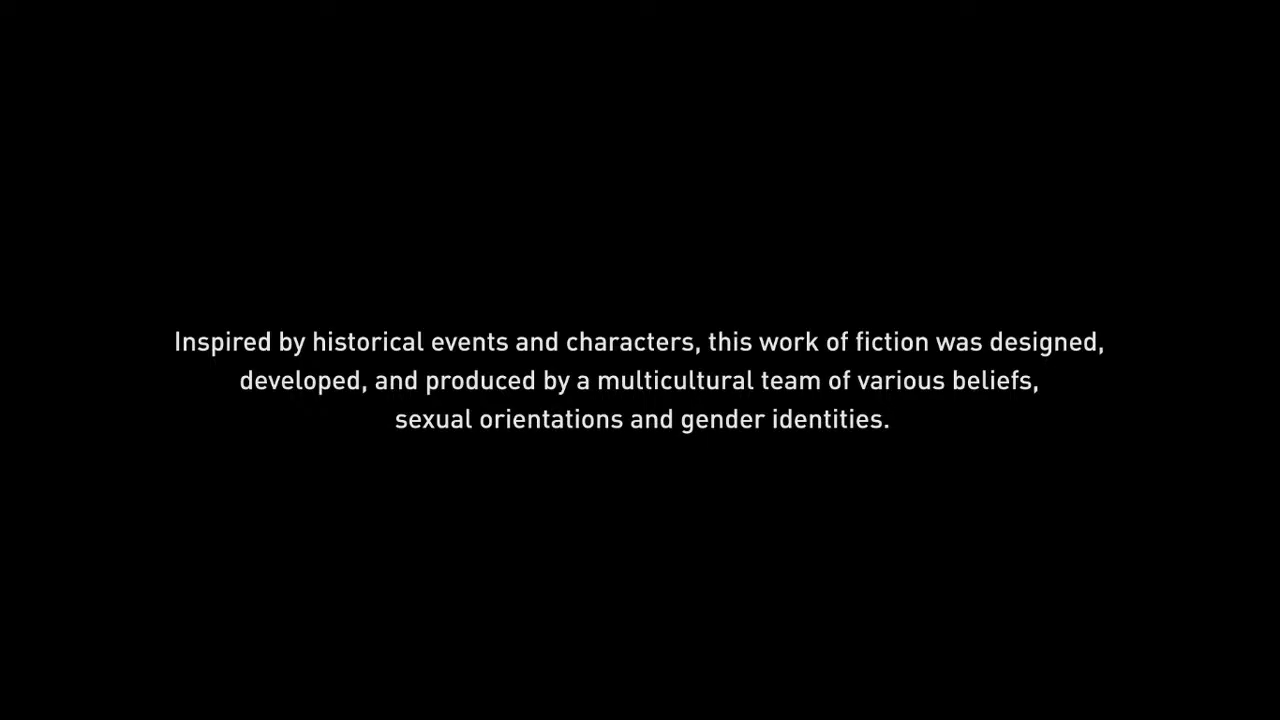 Inspired by historical events and characters, this work of fiction was designed,
developed, and produced by a multicultural team of various beliefs,
sexual orientations and gender identities.